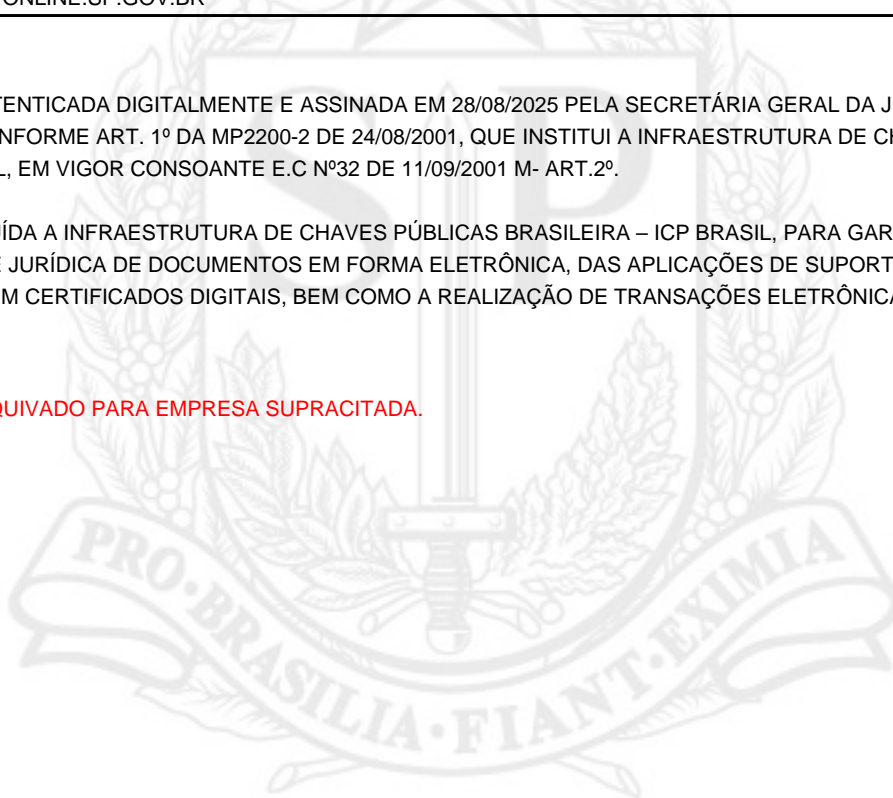 ONLINE.SP.GOV.BR
TENTICADA DIGITALMENTE E ASSINADA EM 28/08/2025 PELA SECRETÁRIA GERAL DA J
NFORME ART. 1º DA MP2200-2 DE 24/08/2001, QUE INSTITUI A INFRAESTRUTURA DE CH
L, EM VIGOR CONSOANTE E.C Nº32 DE 11/09/2001 M- ART.2º.
UÍDA A INFRAESTRUTURA DE CHAVES PÚBLICAS BRASILEIRA – ICP BRASIL, PARA GAR
E JURÍDICA DE DOCUMENTOS EM FORMA ELETRÔNICA, DAS APLICAÇÕES DE SUPORT
M CERTIFICADOS DIGITAIS, BEM COMO A REALIZAÇÃO DE TRANSAÇÕES ELETRÔNICA
QUIVADO PARA EMPRESA SUPRACITADA.
SP
PRO·BRASILIA·FIANT·EXIMIA